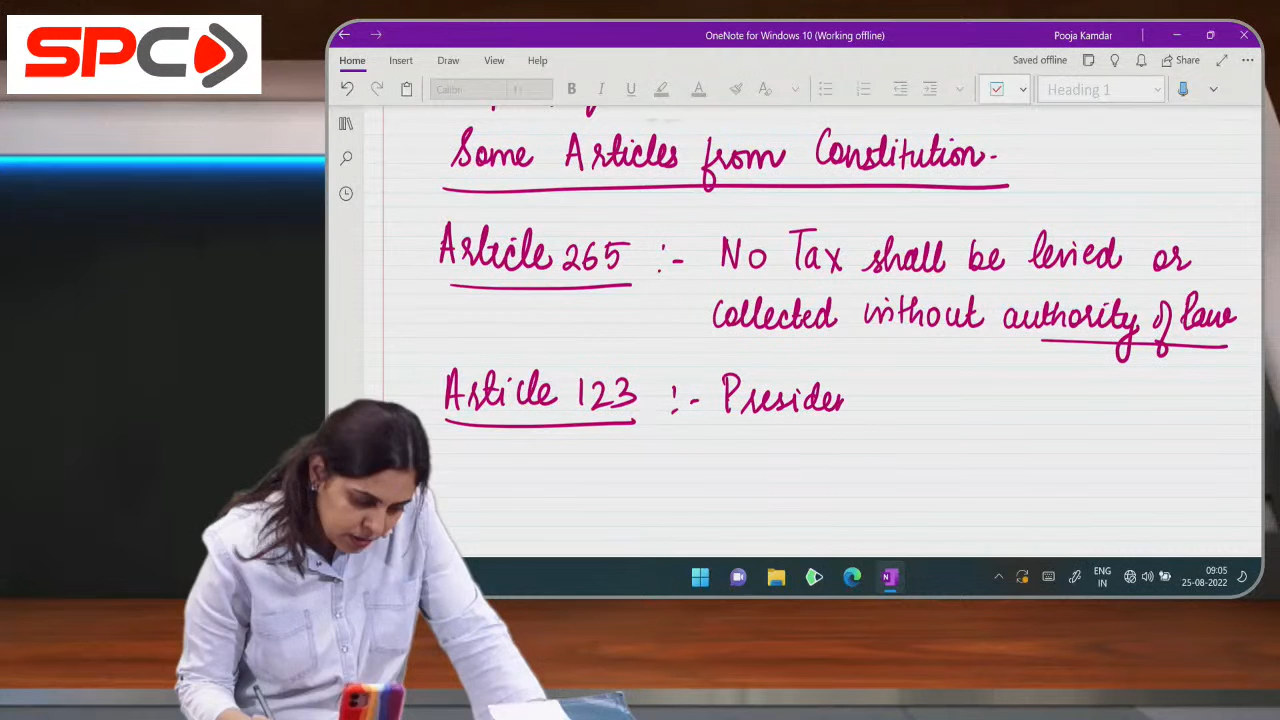 SPC
OneNote for Windows 10 (Working offline)
Pooja Kamdar
Home Insert Draw View Help
Saved offline
Share
Calibri 11
B I U A
Heading 1
Some Articles from Constitution.
Article 265 :- No Tax shall be levied or
collected without authority of law
Article 123 :- Presiden
ENG
IN
09:05
25-08-2022